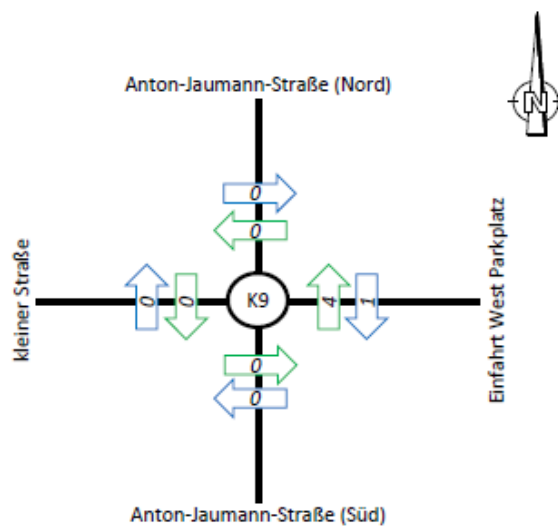 Anton-Jaumann-Straße (Nord)
N
0
0
kleiner Straße
0
0
K9
4
1
Einfahrt West Parkplatz
0
0
Anton-Jaumann-Straße (Süd)